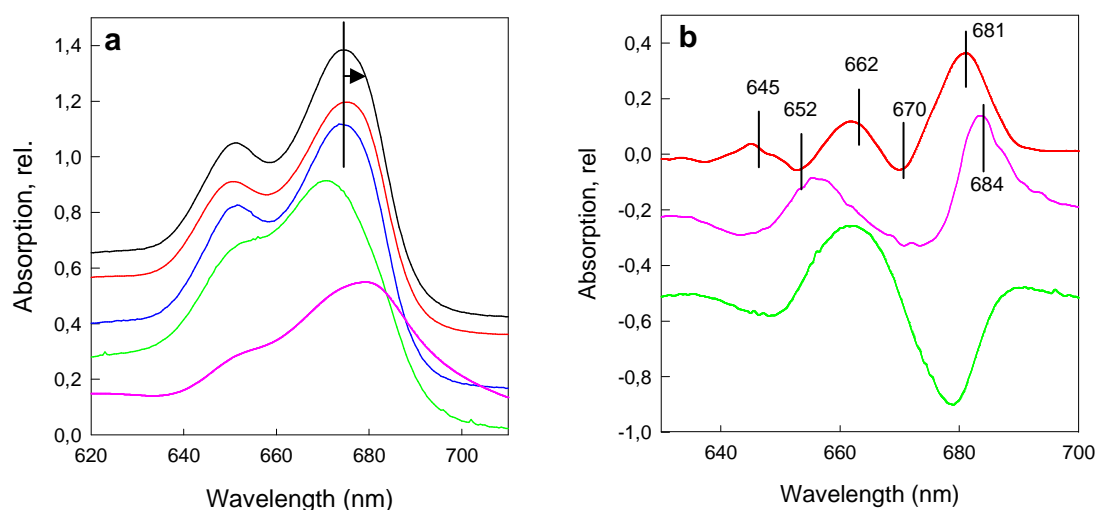 a
Absorption, rel.
1,4
1,2
1,0
0,8
0,6
0,4
0,2
0,0
620 640 660 680 700
Wavelength (nm)
b
Absorption, rel
0,4
0,2
0,0
-0,2
-0,4
-0,6
-0,8
-1,0
645
652
662
670
681
684
640 660 680 700
Wavelength (nm)